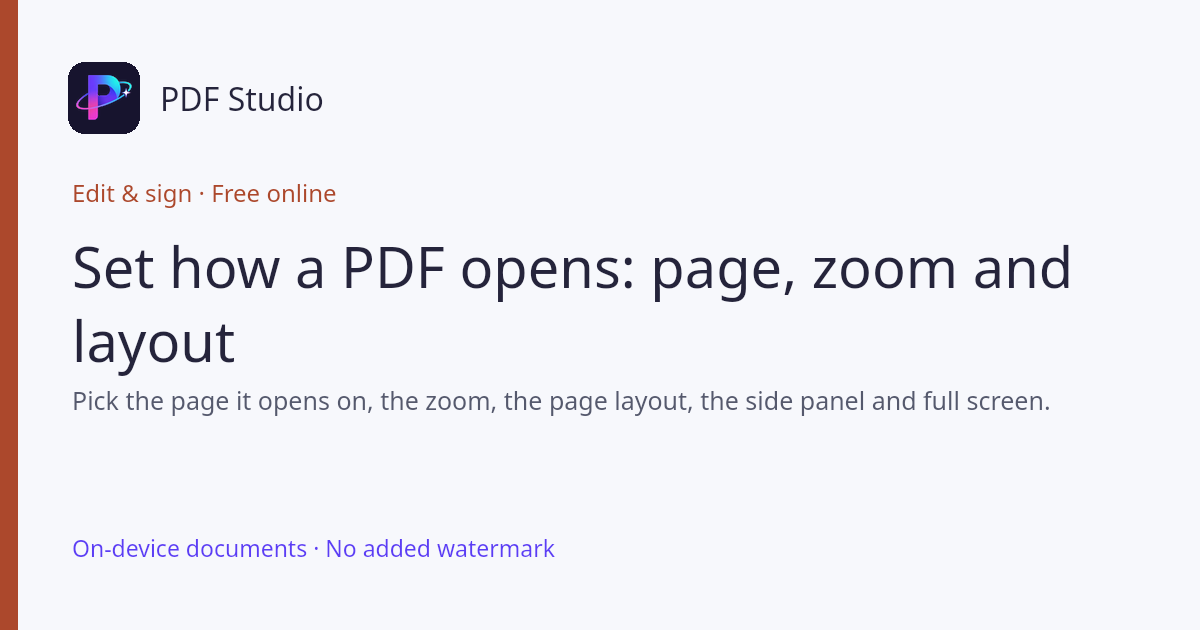 PDF Studio
Edit & sign · Free online
Set how a PDF opens: page, zoom and
layout
Pick the page it opens on, the zoom, the page layout, the side panel and full screen.
On-device documents · No added watermark